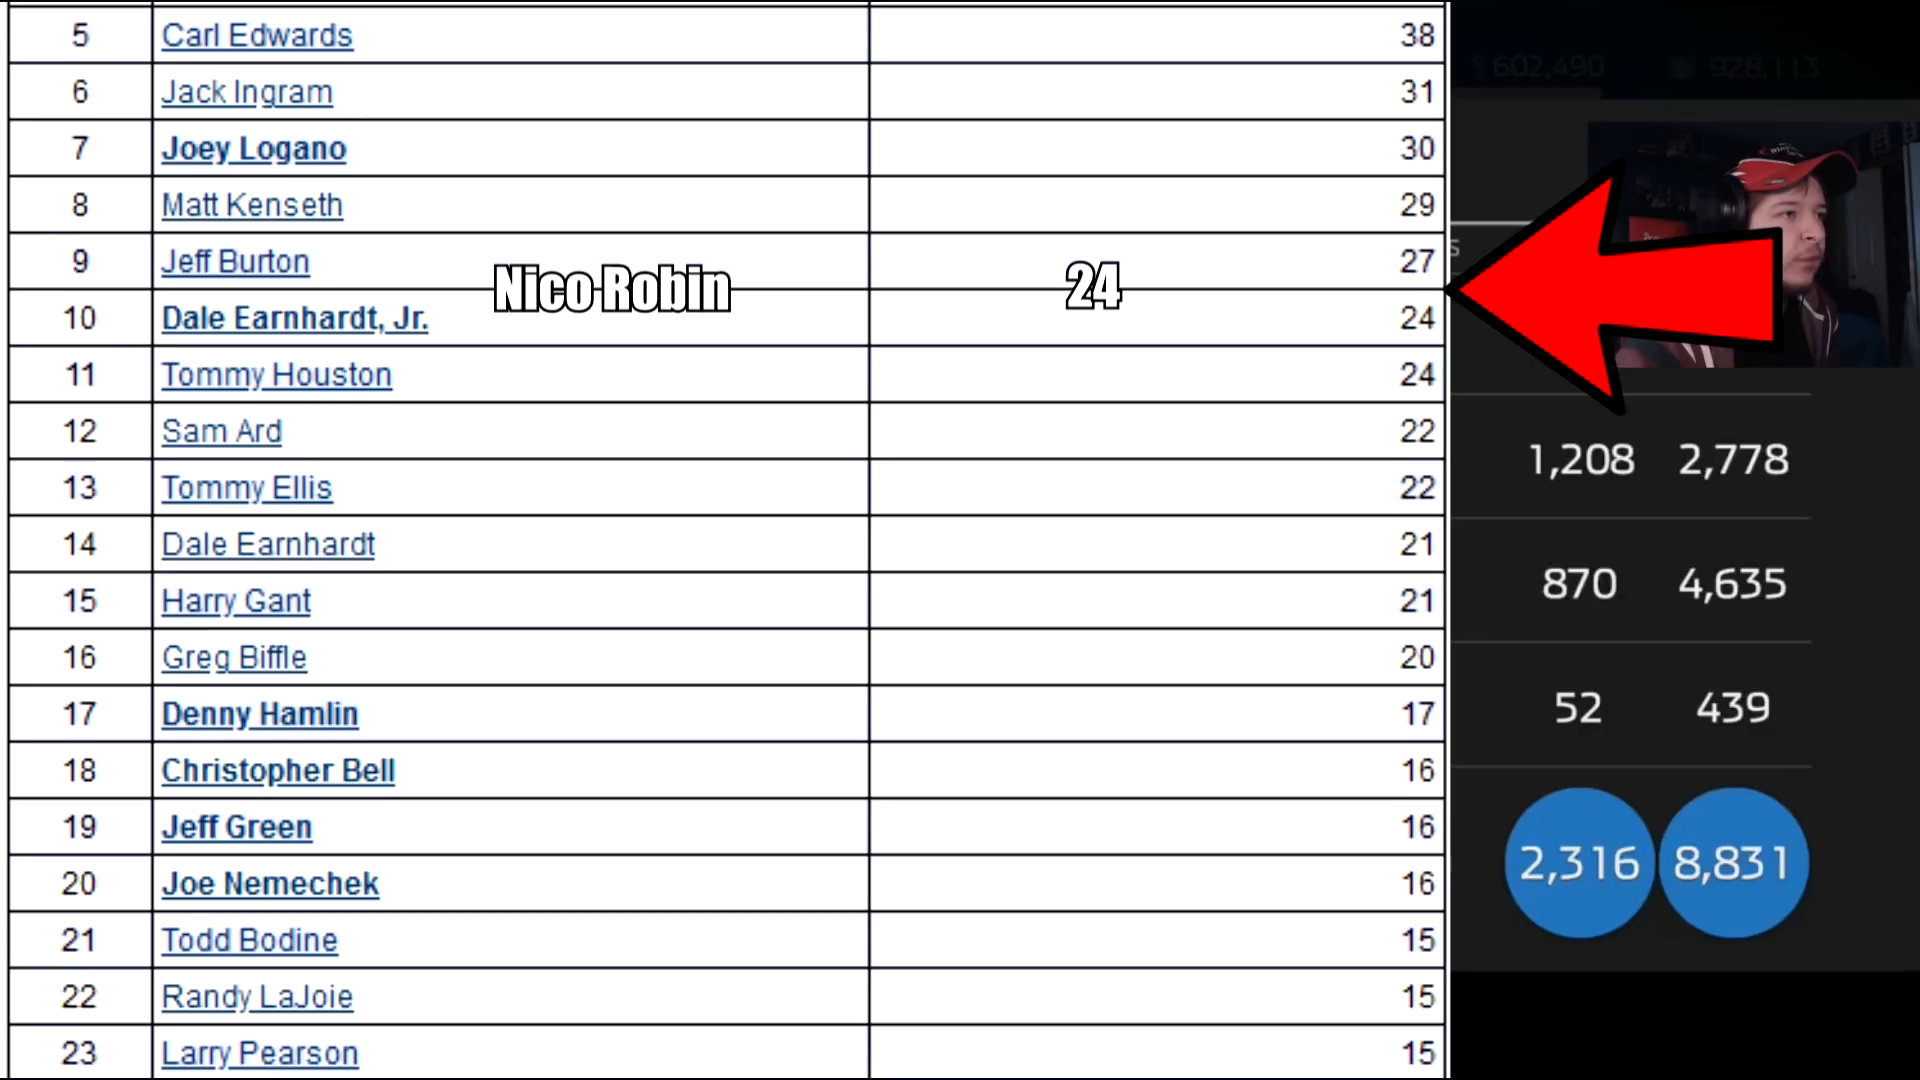 5 Carl Edwards 38
$602,490 928,113
6 Jack Ingram 31
7 Joey Logano 30
8 Matt Kenseth 29
9 Jeff Burton 27
Nico Robin 24
10 Dale Earnhardt, Jr. 24
11 Tommy Houston 24
12 Sam Ard 22
1,208 2,778
13 Tommy Ellis 22
14 Dale Earnhardt 21
870 4,635
15 Harry Gant 21
16 Greg Biffle 20
17 Denny Hamlin 17
52 439
18 Christopher Bell 16
19 Jeff Green 16
2,316 8,831
20 Joe Nemechek 16
21 Todd Bodine 15
22 Randy LaJoie 15
23 Larry Pearson 15